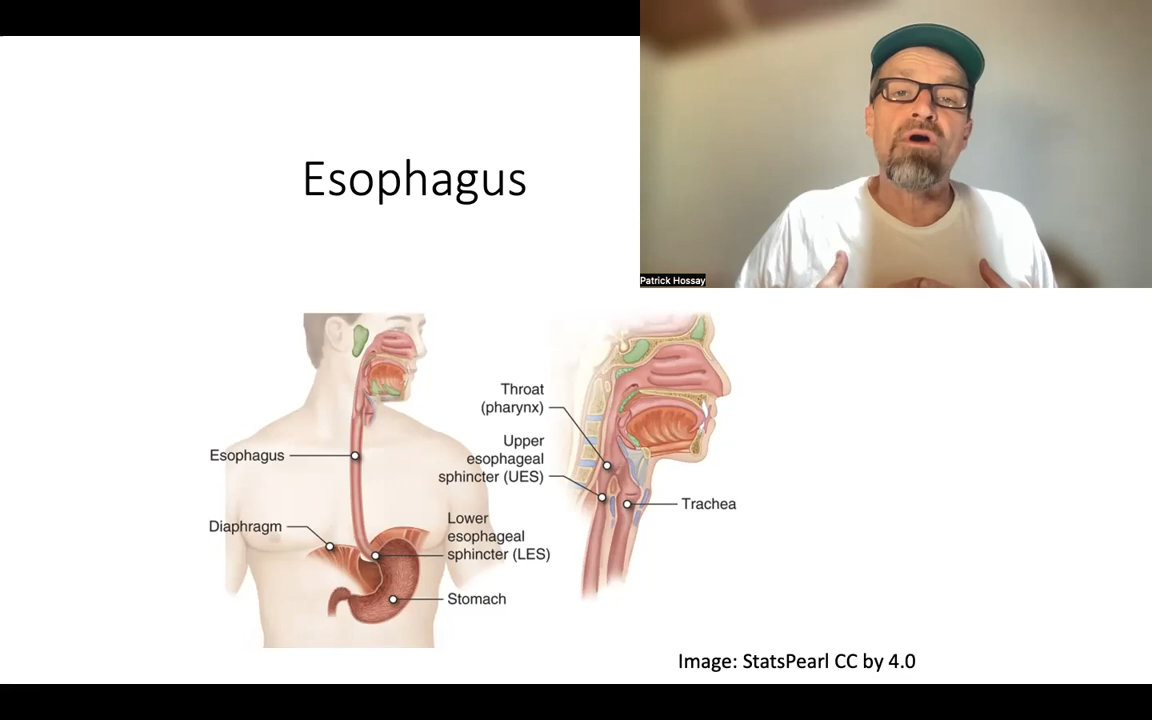 Esophagus
Patrick Hossay
Throat
(pharynx)
Upper
esophageal
sphincter (UES)
Esophagus
Trachea
Diaphragm
Lower
esophageal
sphincter (LES)
Stomach
Image: StatsPearl CC by 4.0